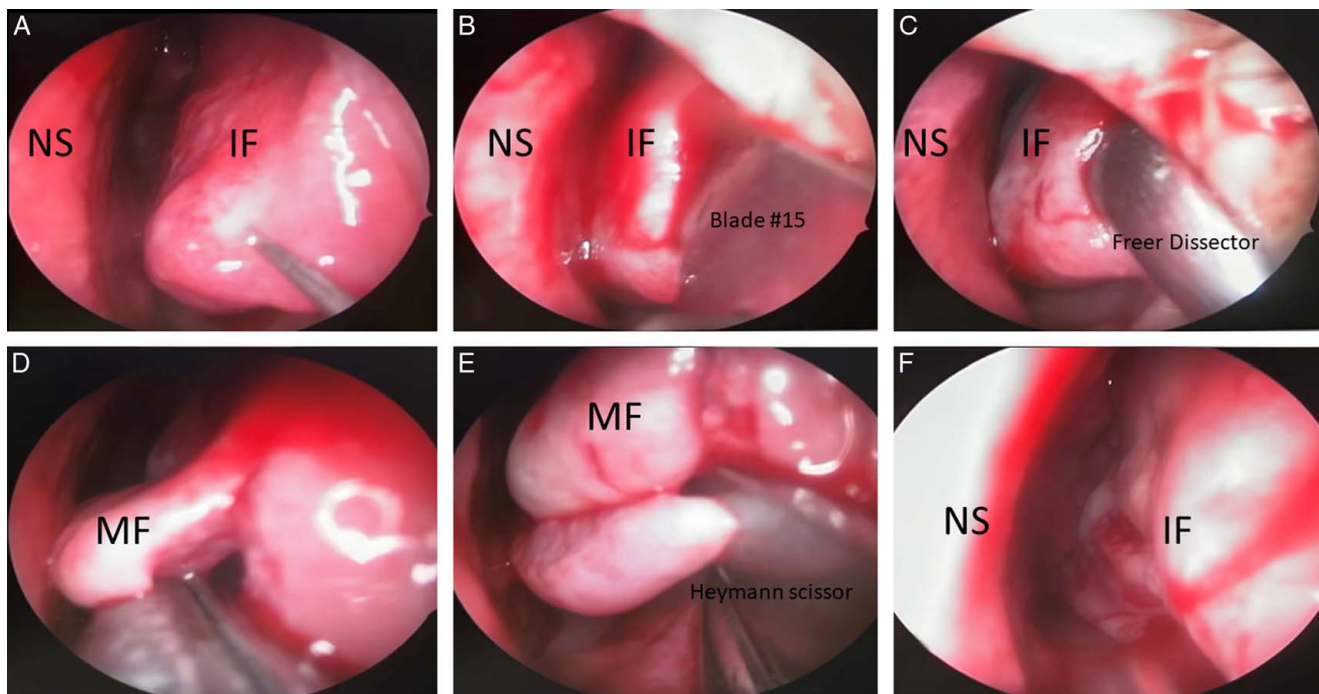 A
NS
IF
B
NS
IF
Blade #15
C
NS
IF
Freer Dissector
D
MF
E
MF
Heymann scissor
F
NS
IF